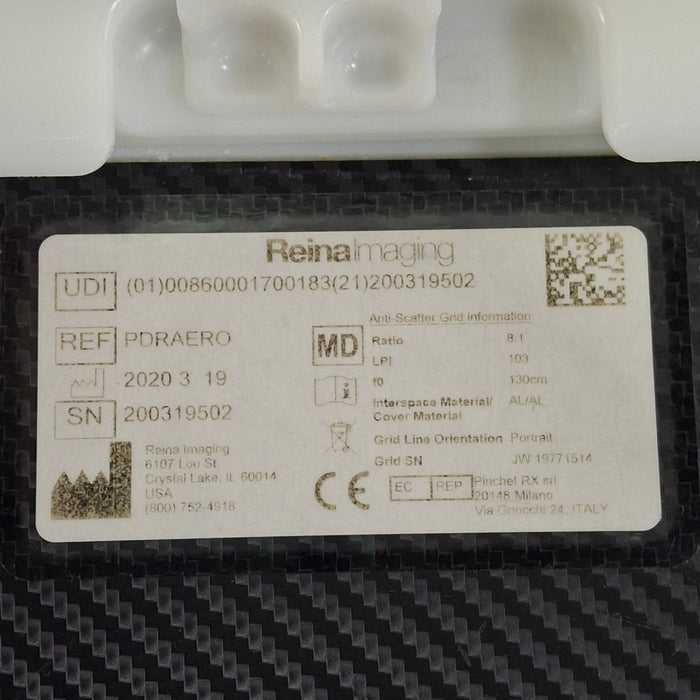 ReinaImaging
UDI (01)00860001700183(21)200319502
REF PDRAERO
2020 3 19
SN 200319502
Reina Imaging
6107 Lou St.
Crystal Lake, IL 60014
USA
(800) 752-4918
MD
Anti-Scatter Grid Information
Ratio 8:1
LPI 103
f0 130cm
Interspace Material/ AL/AL
Cover Material
Grid Line Orientation Portrait
Grid SN JW 19771514
CE
EC REP
Pinchet RX srl
20148 Milano
Via Gnocchi 24, ITALY